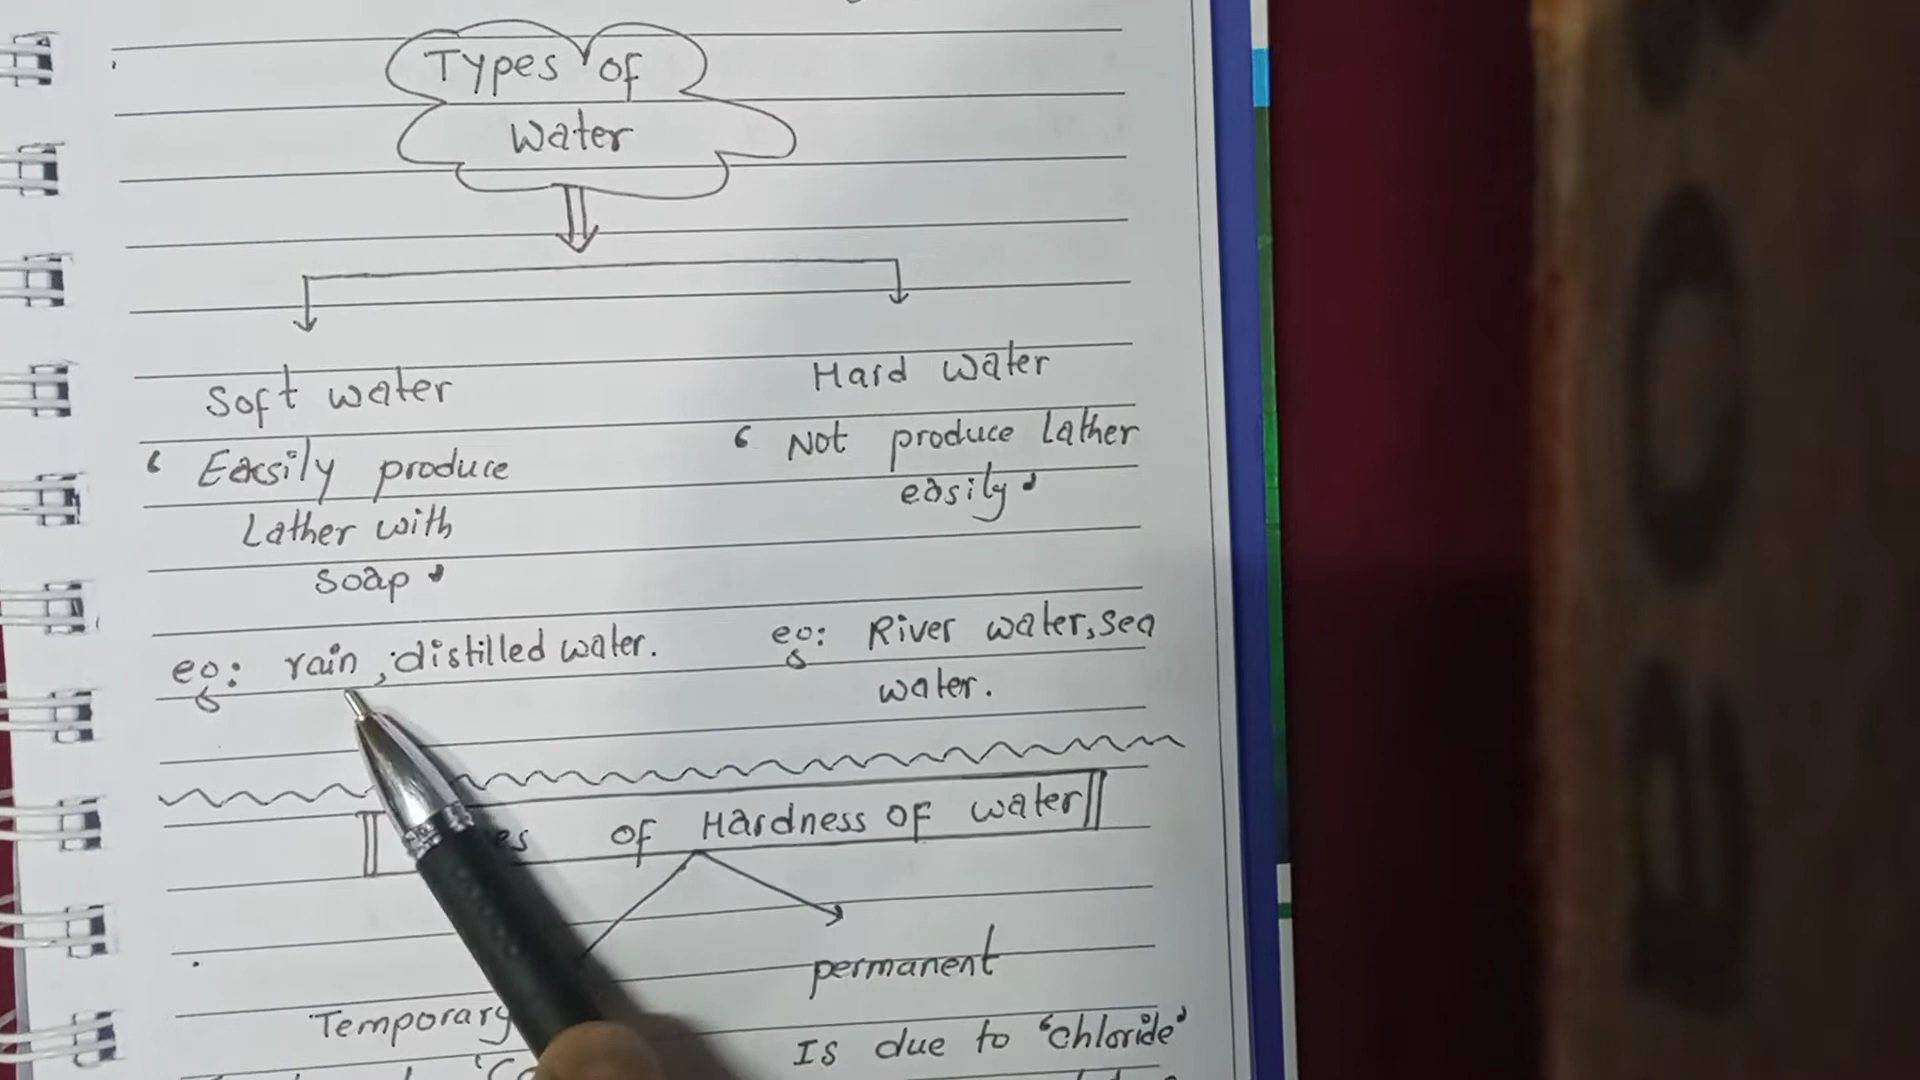 Types of
Water
Soft water
Hard water
‘ Easily produce
Lather with
soap ’
‘ Not produce lather
easily ’
eg: rain, distilled water.
eg: River water, sea
water.
of Hardness of water
Temporary
permanent
Is due to ‘chloride’